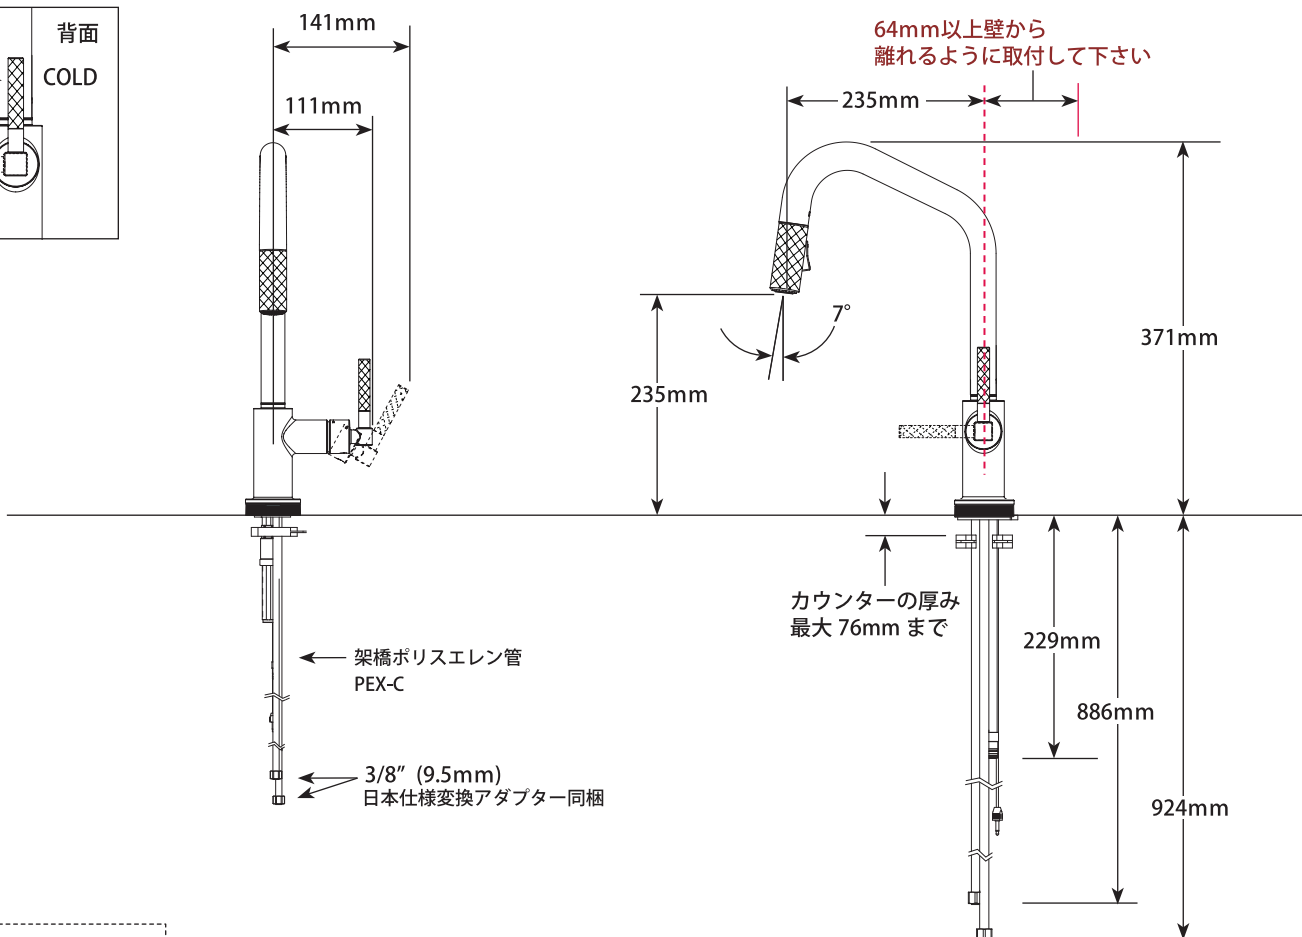 背面
COLD
141mm
111mm
64mm以上壁から
離れるように取付して下さい
235mm
371mm
7°
235mm
カウンターの厚み
最大 76mm まで
229mm
架橋ポリスエレン管
PEX-C
886mm
3/8” (9.5mm)
日本仕様変換アダプター同梱
924mm